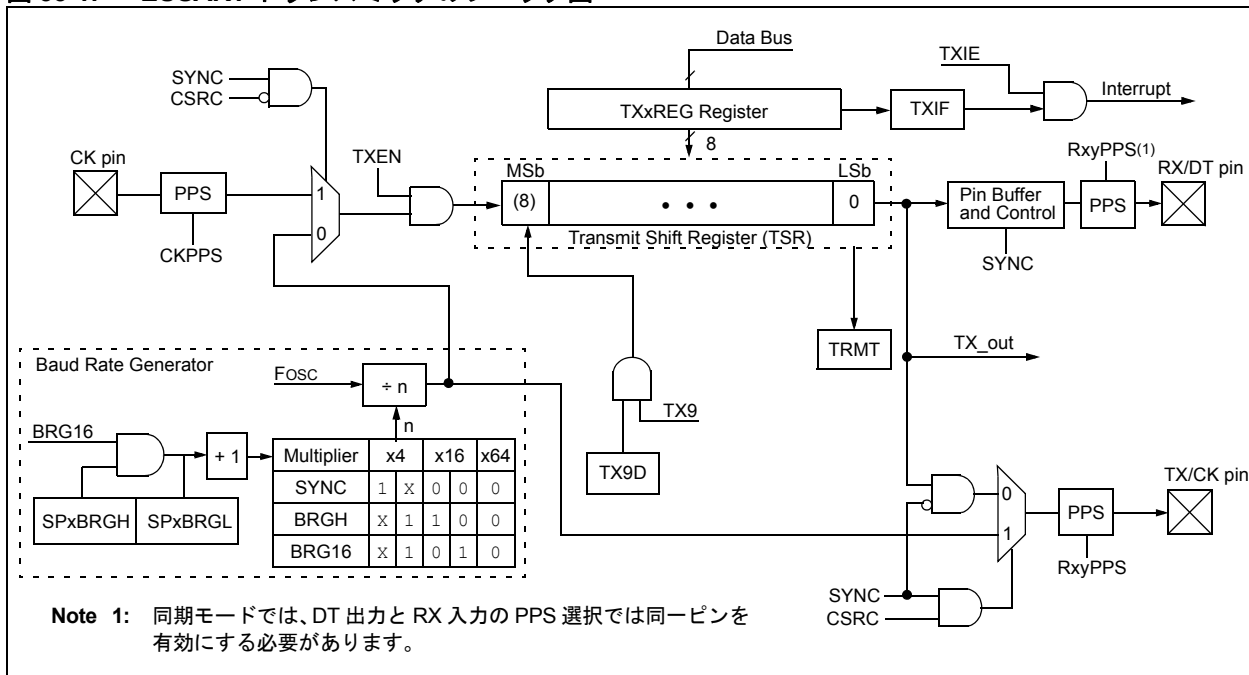 Data Bus
TXIE
SYNC
CSRC
Interrupt
TXxREG Register
TXIF
8
CK pin
TXEN
MSb
LSb
RxyPPS(1)
RX/DT pin
PPS
1
0
(8)
• • •
0
Pin Buffer
and Control
PPS
Transmit Shift Register (TSR)
CKPPS
SYNC
TRMT
TX_out
Baud Rate Generator
FOSC
÷ n
n
TX9
BRG16
+ 1
Multiplier x4 x16 x64
SYNC 1 X 0 0 0
BRGH X 1 1 0 0
BRG16 X 1 0 1 0
SPxBRGH SPxBRGL
TX9D
TX/CK pin
0
1
PPS
RxyPPS
SYNC
CSRC
Note 1: 同期モードでは、DT 出力と RX 入力の PPS 選択では同一ピンを
有効にする必要があります。